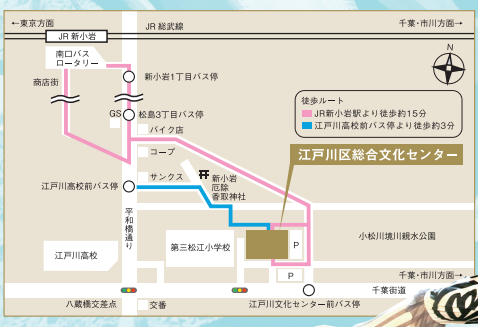 ←東京方面
JR 総武線
千葉・市川方面→
JR 新小岩
南口バス
ロータリー
N
商店街
新小岩1丁目バス停
GS
松島3丁目バス停
バイク店
徒歩ルート
JR新小岩駅より徒歩約15分
江戸川高校前バス停より徒歩約3分
コープ
江戸川区総合文化センター
サンクス
江戸川高校前バス停
新小岩
厄除
香取神社
平和橋通り
江戸川高校
第三松江小学校
P
小松川境川親水公園
P
千葉・市川方面→
千葉街道
八蔵橋交差点
交番
江戸川文化センター前バス停